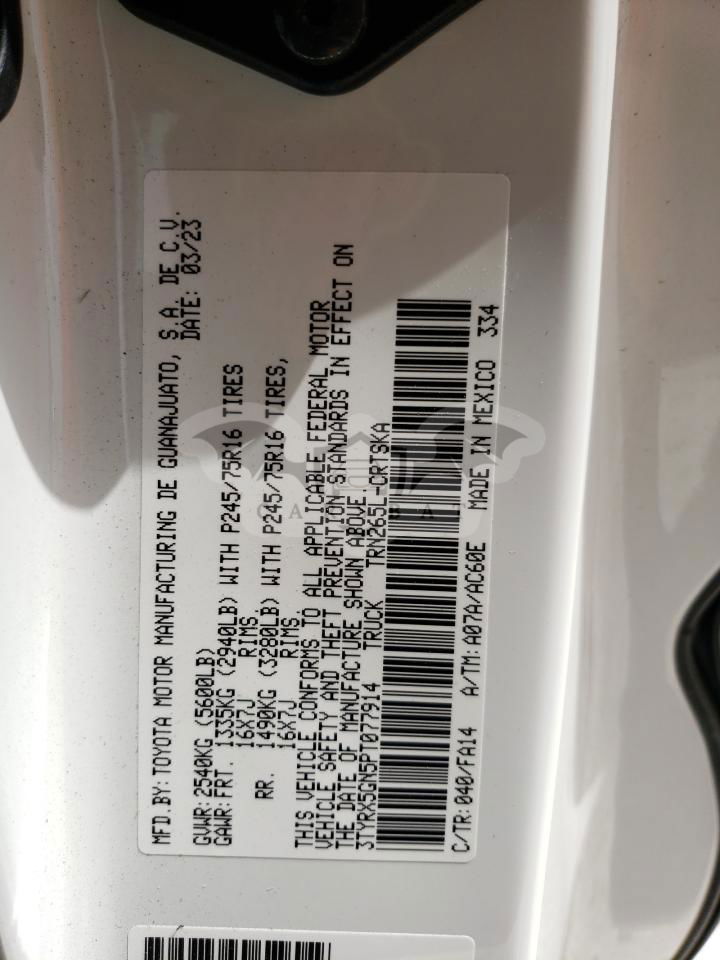 MFD.BY:TOYOTA MOTOR MANUFACTURING DE GUANAJUATO, S.A. DE C.V.
DATE: 03/23
GVWR:2540KG (5600LB)
GAWR:FRT. 1335KG (2940LB) WITH P245/75R16 TIRES
16X7J RIMS.
RR. 1490KG (3280LB) WITH P245/75R16 TIRES,
16X7J RIMS.
THIS VEHICLE CONFORMS TO ALL APPLICABLE FEDERAL MOTOR
VEHICLE SAFETY AND THEFT PREVENTION STANDARDS IN EFFECT ON
THE DATE OF MANUFACTURE SHOWN ABOVE.
3TYRX5GN5PT077914 TRUCK TRN265L-CRTSKA
C/TR:040/FA14 A/TM:A07A/AC60E MADE IN MEXICO 334